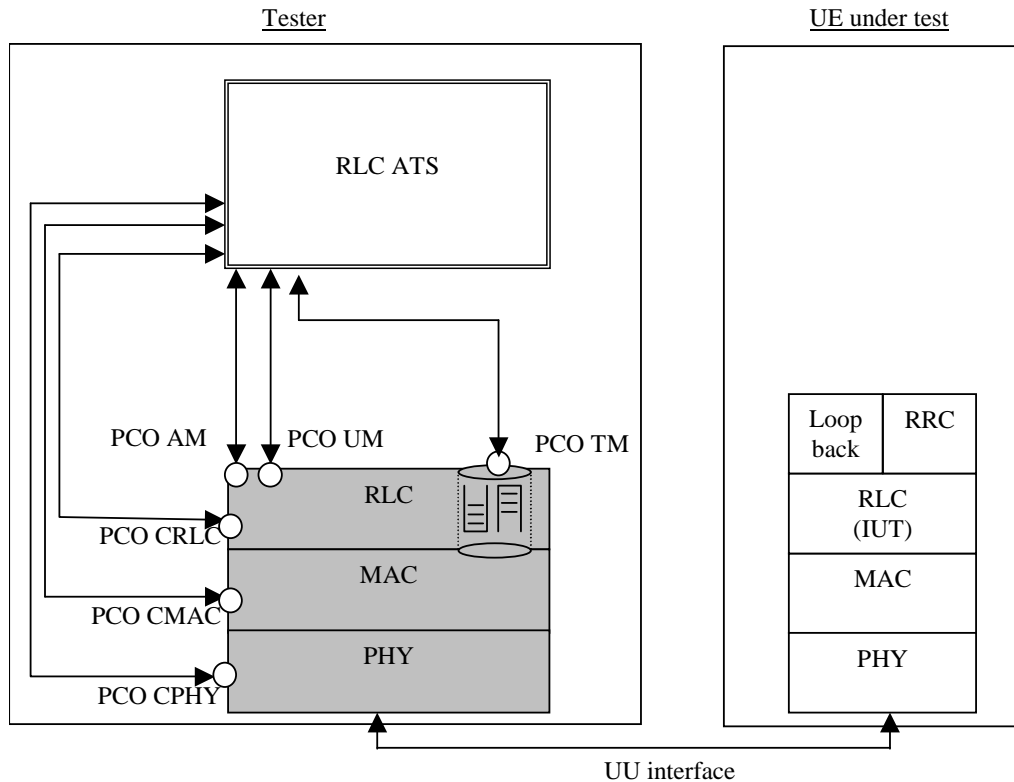 Tester
UE under test
RLC ATS
PCO AM
PCO UM
PCO TM
Loop
back
RRC
RLC
RLC
(IUT)
PCO CRLC
MAC
MAC
PCO CMAC
PHY
PHY
PCO CPHY
UU interface